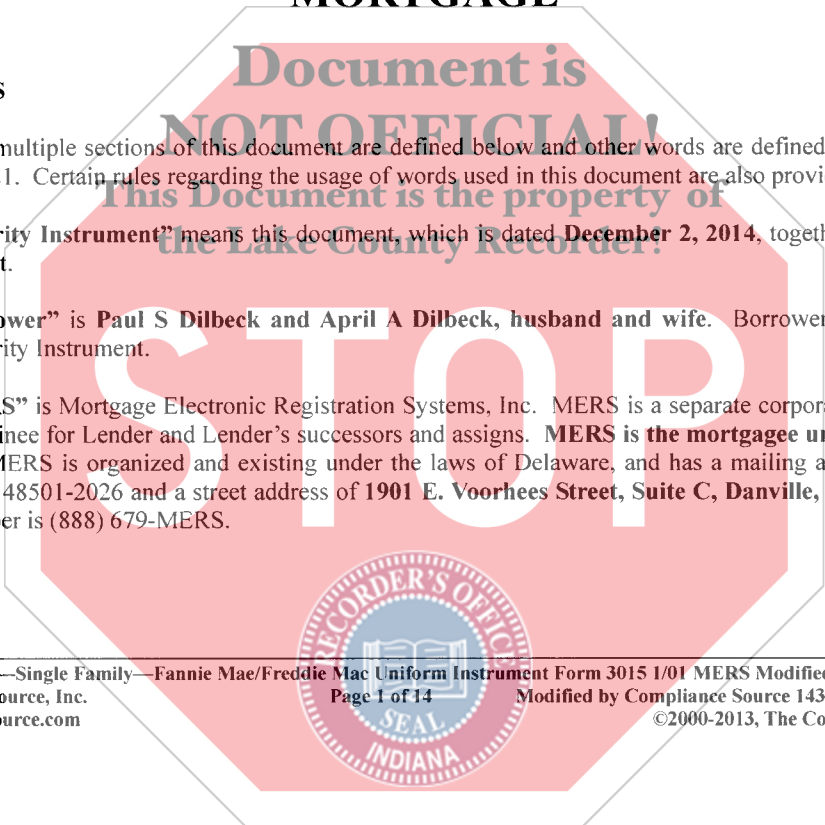 MORTGAGE
Document is
S
NOT OFFICIAL!
multiple sections of this document are defined below and other words are defined
1. Certain rules regarding the usage of words used in this document are also provi
This Document is the property of
rity Instrument” means this document, which is dated December 2, 2014, togeth
the Lake County Recorder!
t.
ower” is Paul S Dilbeck and April A Dilbeck, husband and wife. Borrower
rity Instrument.
STOP
S” is Mortgage Electronic Registration Systems, Inc. MERS is a separate corpora
inee for Lender and Lender’s successors and assigns. MERS is the mortgagee un
MERS is organized and existing under the laws of Delaware, and has a mailing a
48501-2026 and a street address of 1901 E. Voorhees Street, Suite C, Danville,
er is (888) 679-MERS.
RECORDER'S OFFICE
—Single Family—Fannie Mae/Freddie Mac Uniform Instrument Form 3015 1/01 MERS Modified
ource, Inc. Page 1 of 14 Modified by Compliance Source 143
SEAL
ource.com ©2000-2013, The Co
INDIANA